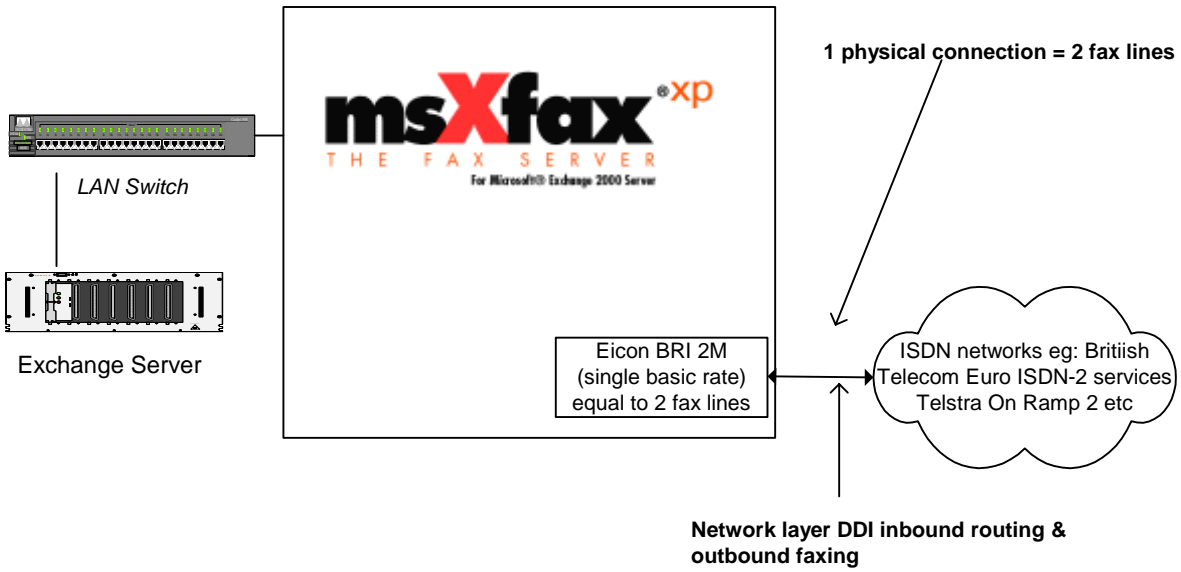 1 physical connection = 2 fax lines
msXfax®xp
THE FAX SERVER
For Microsoft® Exchange 2000 Server
LAN Switch
Exchange Server
Eicon BRI 2M
(single basic rate)
equal to 2 fax lines
ISDN networks eg: Britiish
Telecom Euro ISDN-2 services
Telstra On Ramp 2 etc
Network layer DDI inbound routing &
outbound faxing